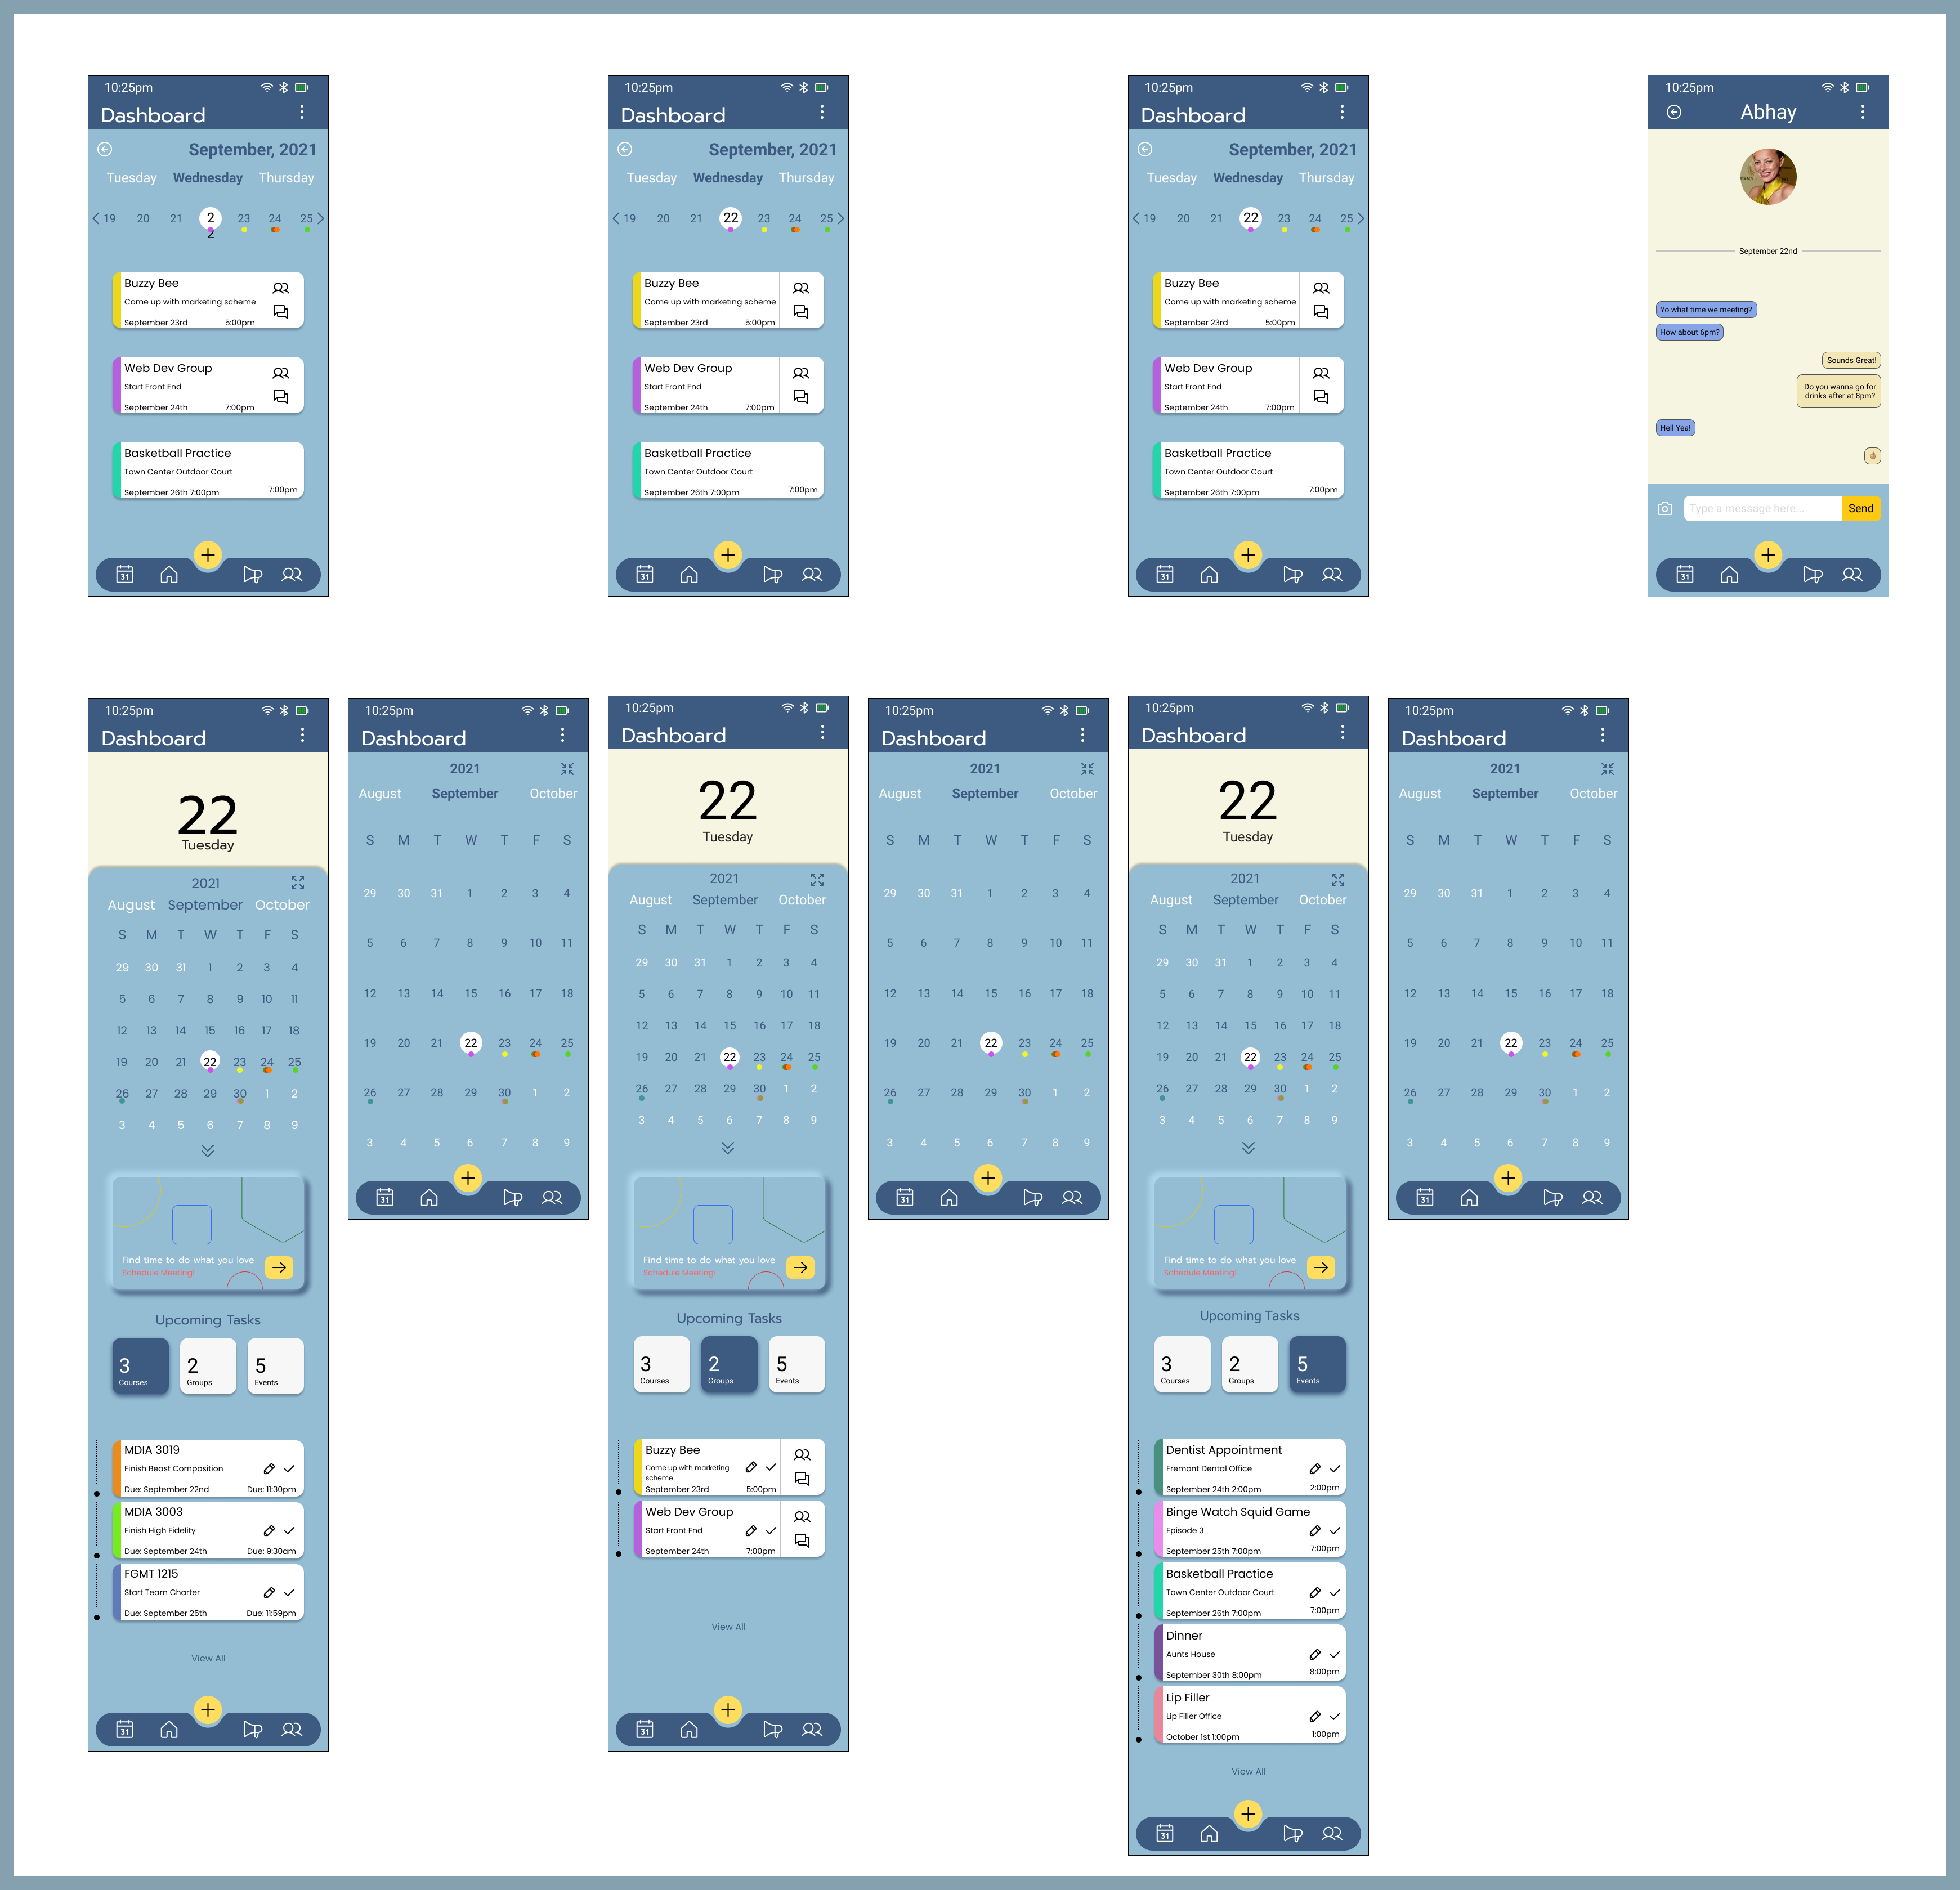 10:25pm
Dashboard
September, 2021
Tuesday Wednesday Thursday
19 20 21 2 23 24 25
2
Buzzy Bee
Come up with marketing scheme
September 23rd 5:00pm
Web Dev Group
Start Front End
September 24th 7:00pm
Basketball Practice
Town Center Outdoor Court
September 26th 7:00pm 7:00pm
31
10:25pm
Dashboard
September, 2021
Tuesday Wednesday Thursday
19 20 21 22 23 24 25
Buzzy Bee
Come up with marketing scheme
September 23rd 5:00pm
Web Dev Group
Start Front End
September 24th 7:00pm
Basketball Practice
Town Center Outdoor Court
September 26th 7:00pm 7:00pm
31
10:25pm
Dashboard
September, 2021
Tuesday Wednesday Thursday
19 20 21 22 23 24 25
Buzzy Bee
Come up with marketing scheme
September 23rd 5:00pm
Web Dev Group
Start Front End
September 24th 7:00pm
Basketball Practice
Town Center Outdoor Court
September 26th 7:00pm 7:00pm
31
10:25pm
Abhay
September 22nd
Yo what time we meeting?
How about 6pm?
Sounds Great!
Do you wanna go for
drinks after at 8pm?
Hell Yea!
Type a message here... Send
31
10:25pm
Dashboard
22
Tuesday
2021
August September October
S M T W T F S
29 30 31 1 2 3 4
5 6 7 8 9 10 11
12 13 14 15 16 17 18
19 20 21 22 23 24 25
26 27 28 29 30 1 2
3 4 5 6 7 8 9
Find time to do what you love
Schedule Meeting!
Upcoming Tasks
3 2 5
Courses Groups Events
MDIA 3019
Finish Beast Composition
Due: September 22nd Due: 11:30pm
MDIA 3003
Finish High Fidelity
Due: September 24th Due: 9:30am
FGMT 1215
Start Team Charter
Due: September 25th Due: 11:59pm
View All
31
10:25pm
Dashboard
2021
August September October
S M T W T F S
29 30 31 1 2 3 4
5 6 7 8 9 10 11
12 13 14 15 16 17 18
19 20 21 22 23 24 25
26 27 28 29 30 1 2
3 4 5 6 7 8 9
31
10:25pm
Dashboard
22
Tuesday
2021
August September October
S M T W T F S
29 30 31 1 2 3 4
5 6 7 8 9 10 11
12 13 14 15 16 17 18
19 20 21 22 23 24 25
26 27 28 29 30 1 2
3 4 5 6 7 8 9
Find time to do what you love
Schedule Meeting!
Upcoming Tasks
3 2 5
Courses Groups Events
Buzzy Bee
Come up with marketing
scheme
September 23rd 5:00pm
Web Dev Group
Start Front End
September 24th 7:00pm
View All
31
10:25pm
Dashboard
2021
August September October
S M T W T F S
29 30 31 1 2 3 4
5 6 7 8 9 10 11
12 13 14 15 16 17 18
19 20 21 22 23 24 25
26 27 28 29 30 1 2
3 4 5 6 7 8 9
31
10:25pm
Dashboard
22
Tuesday
2021
August September October
S M T W T F S
29 30 31 1 2 3 4
5 6 7 8 9 10 11
12 13 14 15 16 17 18
19 20 21 22 23 24 25
26 27 28 29 30 1 2
3 4 5 6 7 8 9
Find time to do what you love
Schedule Meeting!
Upcoming Tasks
3 2 5
Courses Groups Events
Dentist Appointment
Fremont Dental Office
September 24th 2:00pm 2:00pm
Binge Watch Squid Game
Episode 3
September 25th 7:00pm 7:00pm
Basketball Practice
Town Center Outdoor Court
September 26th 7:00pm 7:00pm
Dinner
Aunts House
September 30th 8:00pm 8:00pm
Lip Filler
Lip Filler Office
October 1st 1:00pm 1:00pm
View All
31
10:25pm
Dashboard
2021
August September October
S M T W T F S
29 30 31 1 2 3 4
5 6 7 8 9 10 11
12 13 14 15 16 17 18
19 20 21 22 23 24 25
26 27 28 29 30 1 2
3 4 5 6 7 8 9
31